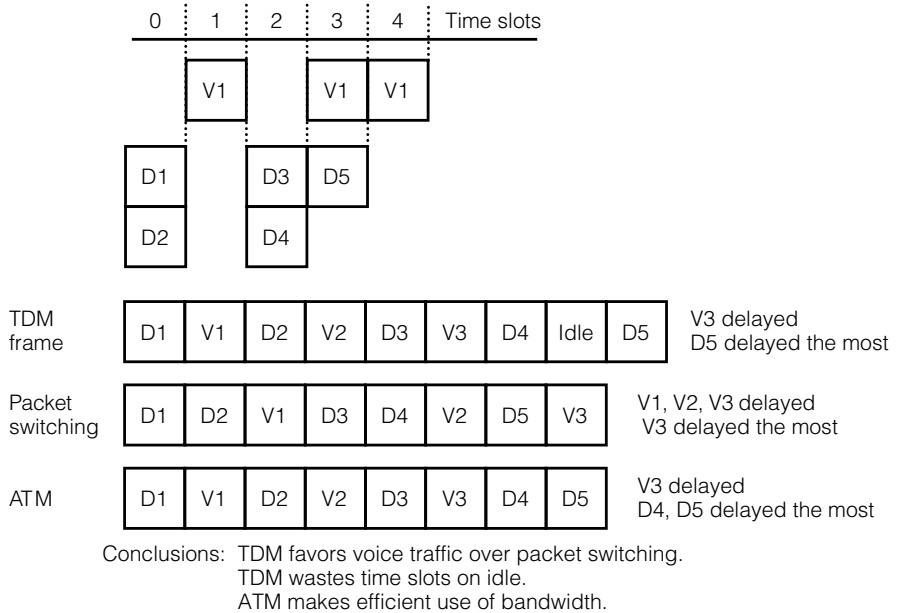 0 1 2 3 4 Time slots
V1 V1 V1
D1 D3 D5
D2 D4
TDM
frame
D1 V1 D2 V2 D3 V3 D4 Idle D5
V3 delayed
D5 delayed the most
Packet
switching
D1 D2 V1 D3 D4 V2 D5 V3
V1, V2, V3 delayed
V3 delayed the most
ATM
D1 V1 D2 V2 D3 V3 D4 D5
V3 delayed
D4, D5 delayed the most
Conclusions: TDM favors voice traffic over packet switching.
TDM wastes time slots on idle.
ATM makes efficient use of bandwidth.